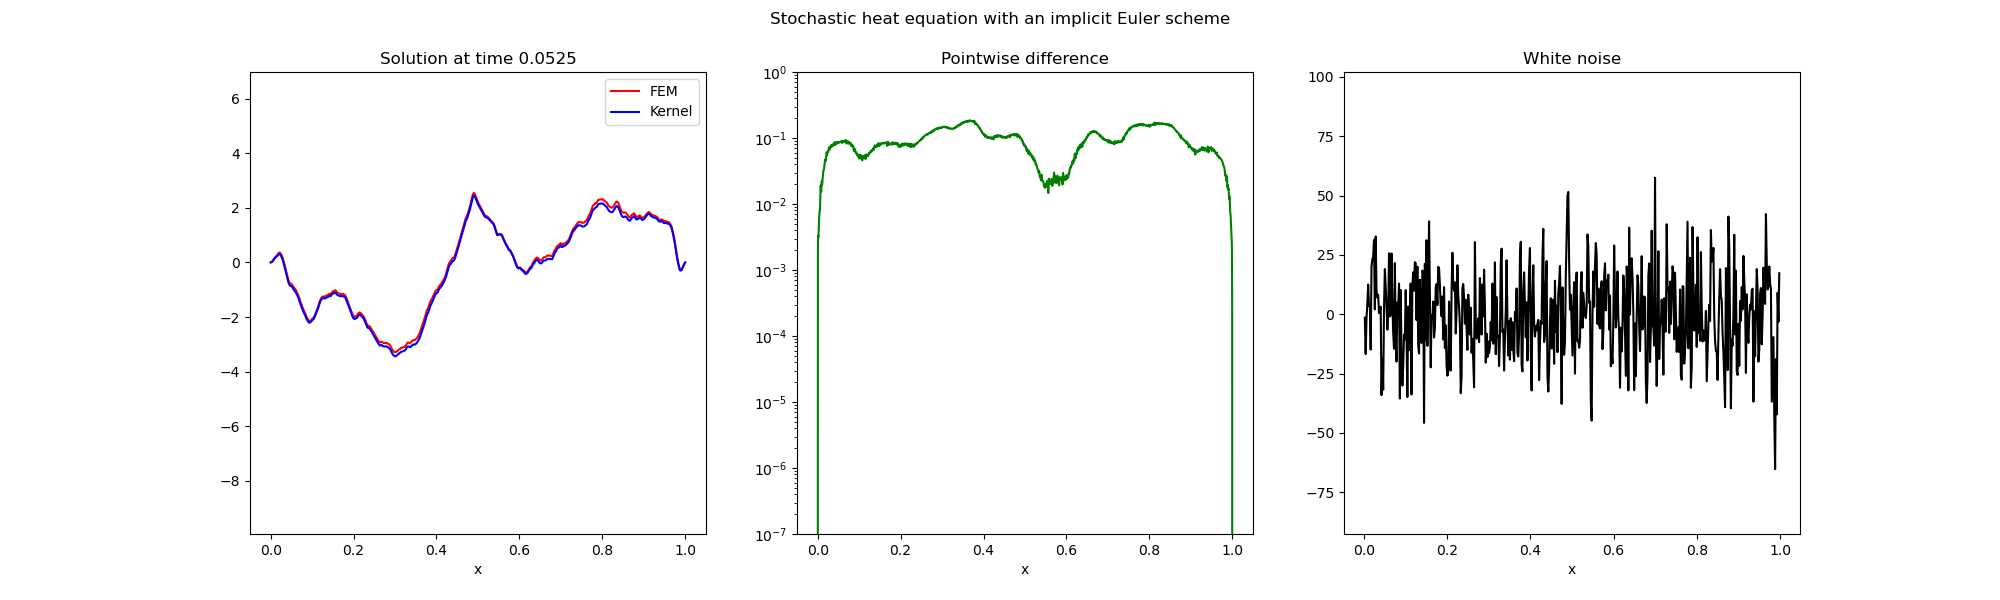 Stochastic heat equation with an implicit Euler scheme
Solution at time 0.0525
FEM
Kernel
6
4
2
0
−2
−4
−6
−8
0.0 0.2 0.4 0.6 0.8 1.0
x
Pointwise difference
10⁰
10⁻¹
10⁻²
10⁻³
10⁻⁴
10⁻⁵
10⁻⁶
10⁻⁷
0.0 0.2 0.4 0.6 0.8 1.0
x
White noise
100
75
50
25
0
−25
−50
−75
0.0 0.2 0.4 0.6 0.8 1.0
x